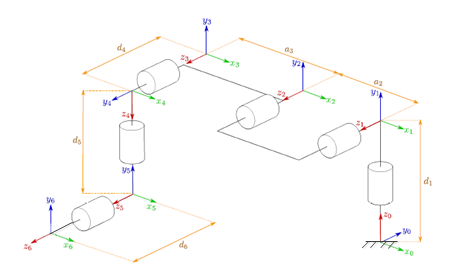 y₃
d₄
a₃
z₃
x₃
y₂
a₂
z₂
x₂
y₁
z₁
x₁
y₄
x₄
z₄
d₅
d₁
y₅
z₅
x₅
y₆
z₆
x₆
d₆
z₀
y₀
x₀